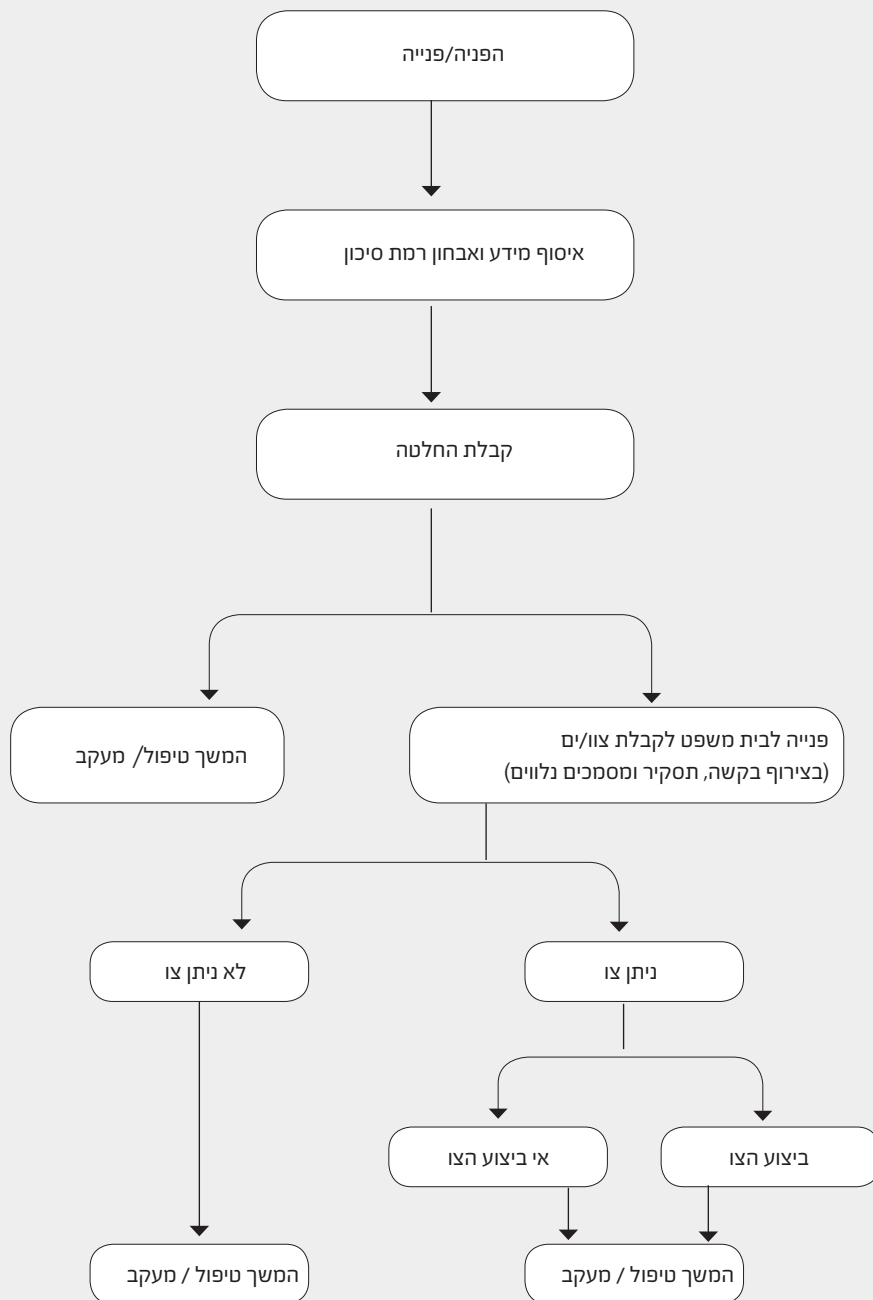 הפניה/פנייה
איסוף מידע ואבחון רמת סיכון
קבלת החלטה
פנייה לבית משפט לקבלת צוו/ים
(בצירוף בקשה, תסקיר ומסמכים נלווים)
המשך טיפול/ מעקב
ניתן צו
לא ניתן צו
ביצוע הצו
אי ביצוע הצו
המשך טיפול / מעקב
המשך טיפול / מעקב